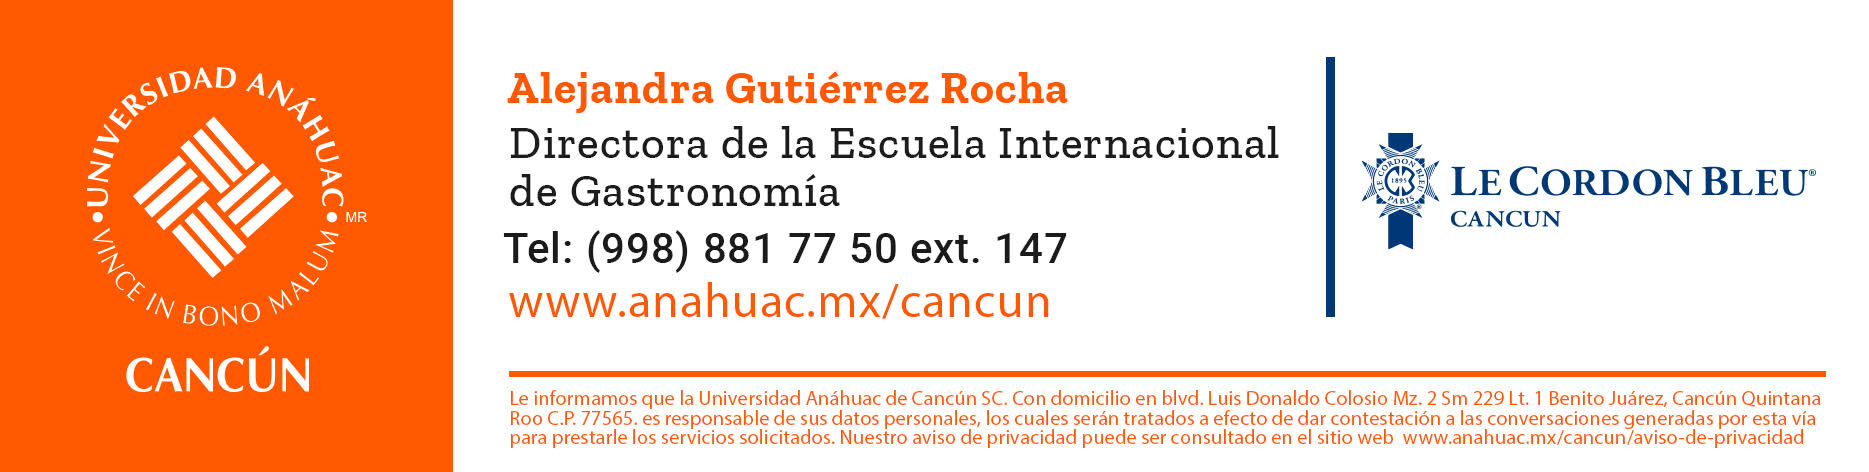 UNIVERSIDAD ANÁHUAC
MR
VINCE IN BONO MALUM
CANCÚN
Alejandra Gutiérrez Rocha
Directora de la Escuela Internacional
de Gastronomía
Tel: (998) 881 77 50 ext. 147
www.anahuac.mx/cancun
LE CORDON BLEU
1895
PARIS
LE CORDON BLEU®
CANCUN
Le informamos que la Universidad Anáhuac de Cancún SC. Con domicilio en blvd. Luis Donaldo Colosio Mz. 2 Sm 229 Lt. 1 Benito Juárez, Cancún Quintana
Roo C.P. 77565. es responsable de sus datos personales, los cuales serán tratados a efecto de dar contestación a las conversaciones generadas por esta vía
para prestarle los servicios solicitados. Nuestro aviso de privacidad puede ser consultado en el sitio web www.anahuac.mx/cancun/aviso-de-privacidad